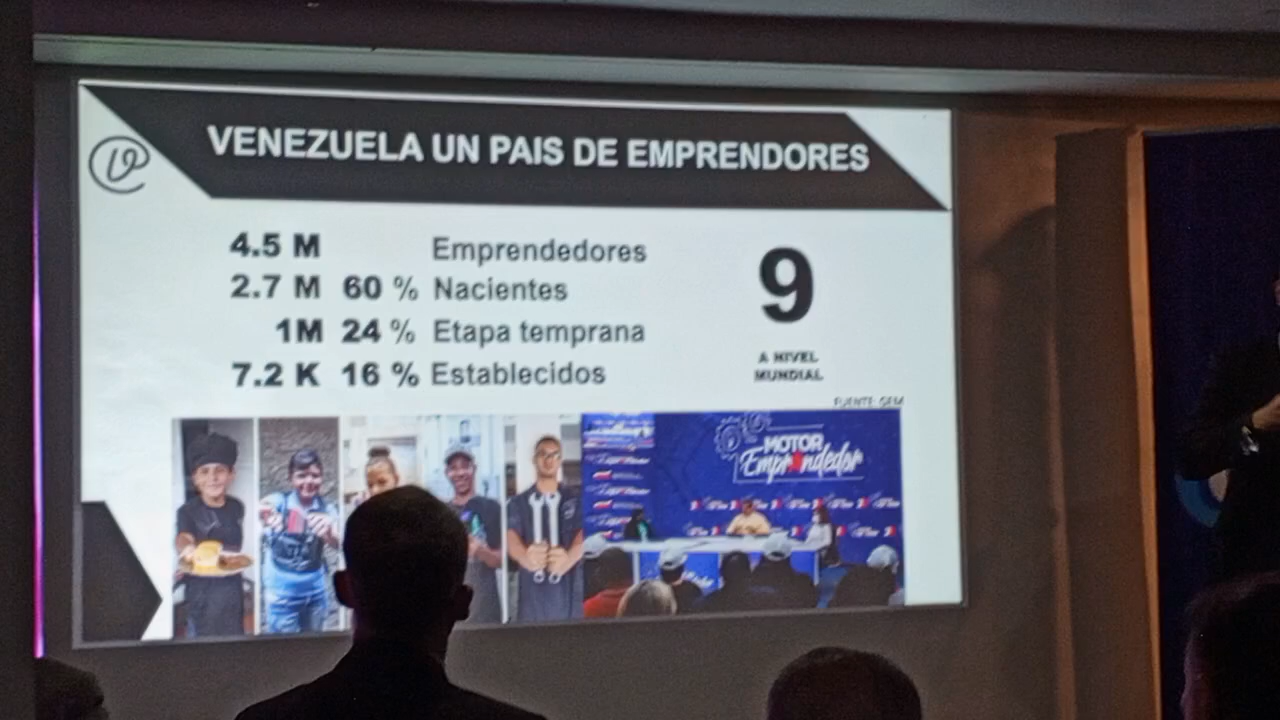 VENEZUELA UN PAIS DE EMPRENDORES
4.5 M Emprendedores
2.7 M 60 % Nacientes
1M 24 % Etapa temprana
7.2 K 16 % Establecidos
9
A NIVEL
MUNDIAL
FUENTE: GEM
MOTOR
Emprendedor